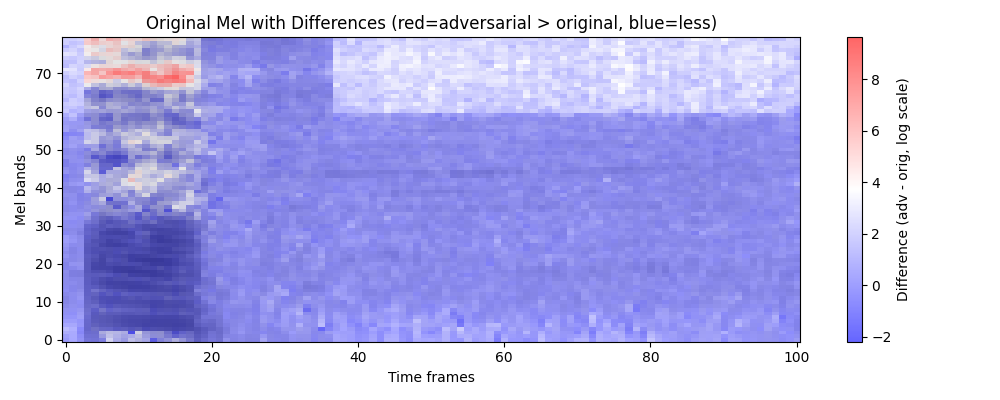 Original Mel with Differences (red=adversarial > original, blue=less)
Mel bands
70
60
50
40
30
20
10
0
0 20 40 60 80 100
Time frames
8
6
4
2
0
−2
Difference (adv - orig, log scale)